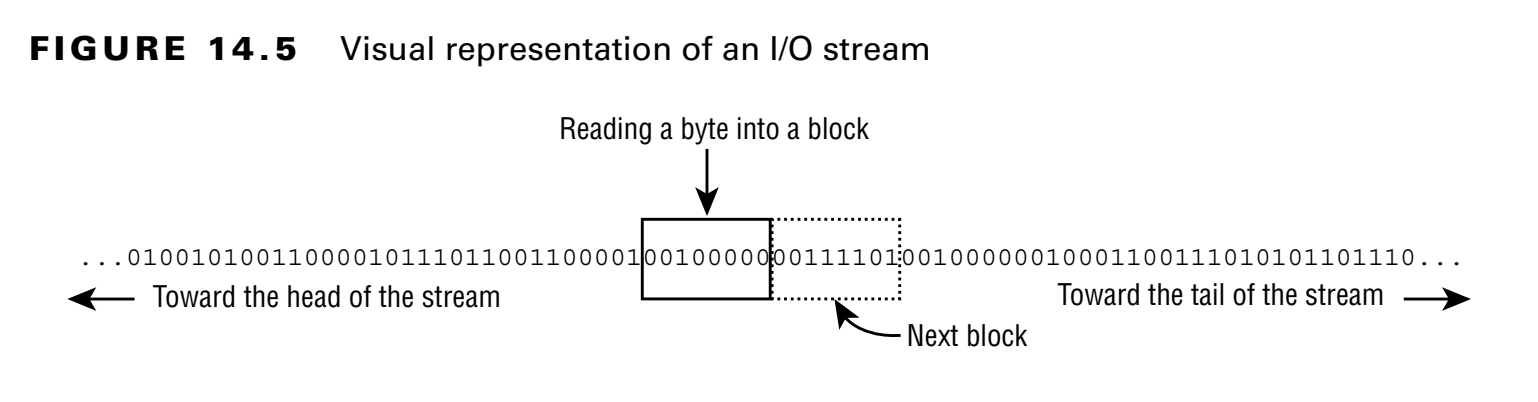 FIGURE 14.5 Visual representation of an I/O stream
Reading a byte into a block
...01001010011000010111011001100001001000000011110100100000010001100111010101101110...
Toward the head of the stream
Toward the tail of the stream
Next block